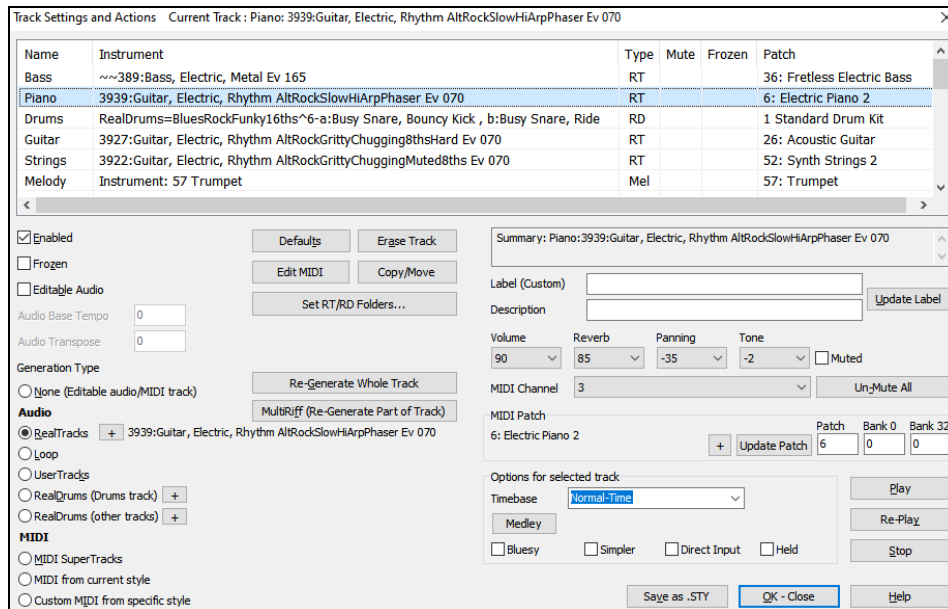 Track Settings and Actions   Current Track : Piano: 3939:Guitar, Electric, Rhythm AltRockSlowHiArpPhaser Ev 070
Name Instrument Type Mute Frozen Patch
Bass ~~389:Bass, Electric, Metal Ev 165 RT 36: Fretless Electric Bass
Piano 3939:Guitar, Electric, Rhythm AltRockSlowHiArpPhaser Ev 070 RT 6: Electric Piano 2
Drums RealDrums=BluesRockFunky16ths^6-a:Busy Snare, Bouncy Kick , b:Busy Snare, Ride RD 1 Standard Drum Kit
Guitar 3927:Guitar, Electric, Rhythm AltRockGrittyChugging8thsHard Ev 070 RT 26: Acoustic Guitar
Strings 3922:Guitar, Electric, Rhythm AltRockGrittyChuggingMuted8ths Ev 070 RT 52: Synth Strings 2
Melody Instrument: 57 Trumpet Mel 57: Trumpet
Enabled
Frozen
Editable Audio
Audio Base Tempo 0
Audio Transpose 0
Generation Type
None (Editable audio/MIDI track)
Audio
RealTracks + 3939:Guitar, Electric, Rhythm AltRockSlowHiArpPhaser Ev 070
Loop
UserTracks
RealDrums (Drums track) +
RealDrums (other tracks) +
MIDI
MIDI SuperTracks
MIDI from current style
Custom MIDI from specific style
Defaults Erase Track
Edit MIDI Copy/Move
Set RT/RD Folders...
Re-Generate Whole Track
MultiRiff (Re-Generate Part of Track)
Summary: Piano:3939:Guitar, Electric, Rhythm AltRockSlowHiArpPhaser Ev 070
Label (Custom)
Description
Update Label
Volume Reverb Panning Tone
90 85 -35 -2 Muted
MIDI Channel 3 Un-Mute All
MIDI Patch
Patch Bank 0 Bank 32
6: Electric Piano 2 + Update Patch 6 0 0
Options for selected track
Timebase Normal-Time
Medley
Bluesy Simpler Direct Input Held
Play
Re-Play
Stop
Save as .STY OK - Close Help